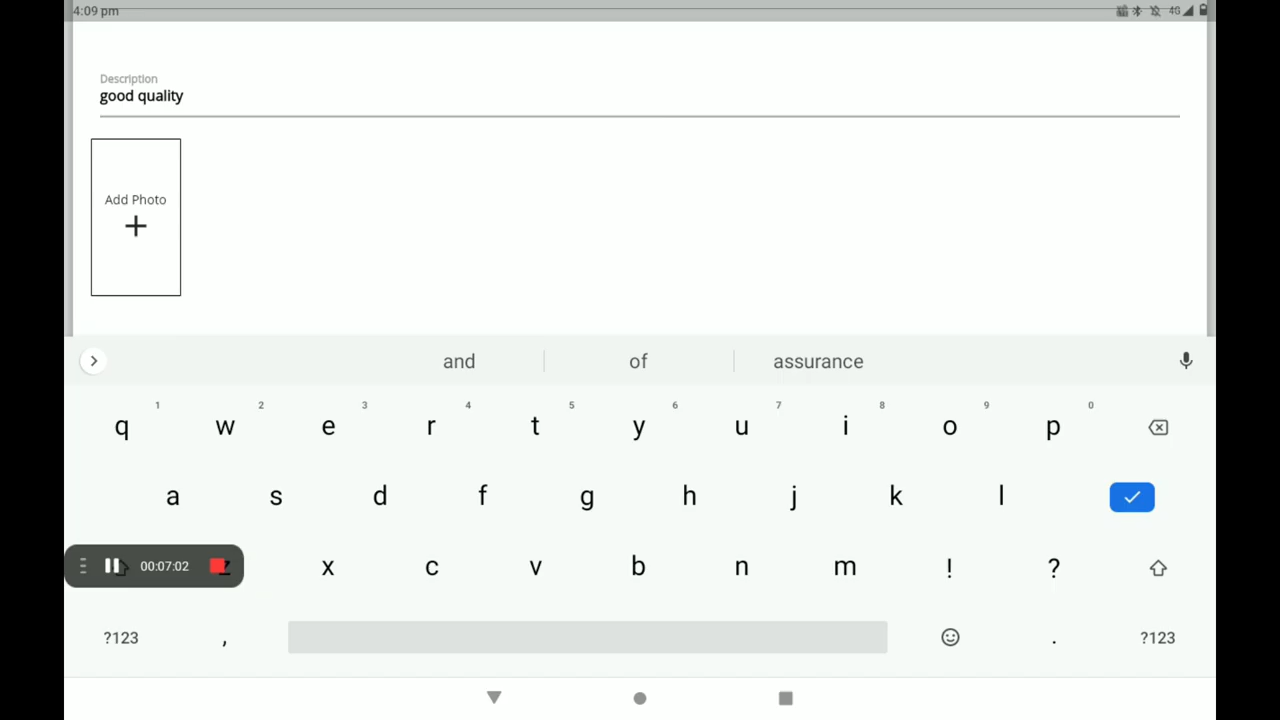 4:09 pm
4G
Description
good quality
Add Photo
+
and of assurance
1 2 3 4 5 6 7 8 9 0
q w e r t y u i o p
a s d f g h j k l
00:07:02
z x c v b n m ! ?
?123 , . ?123